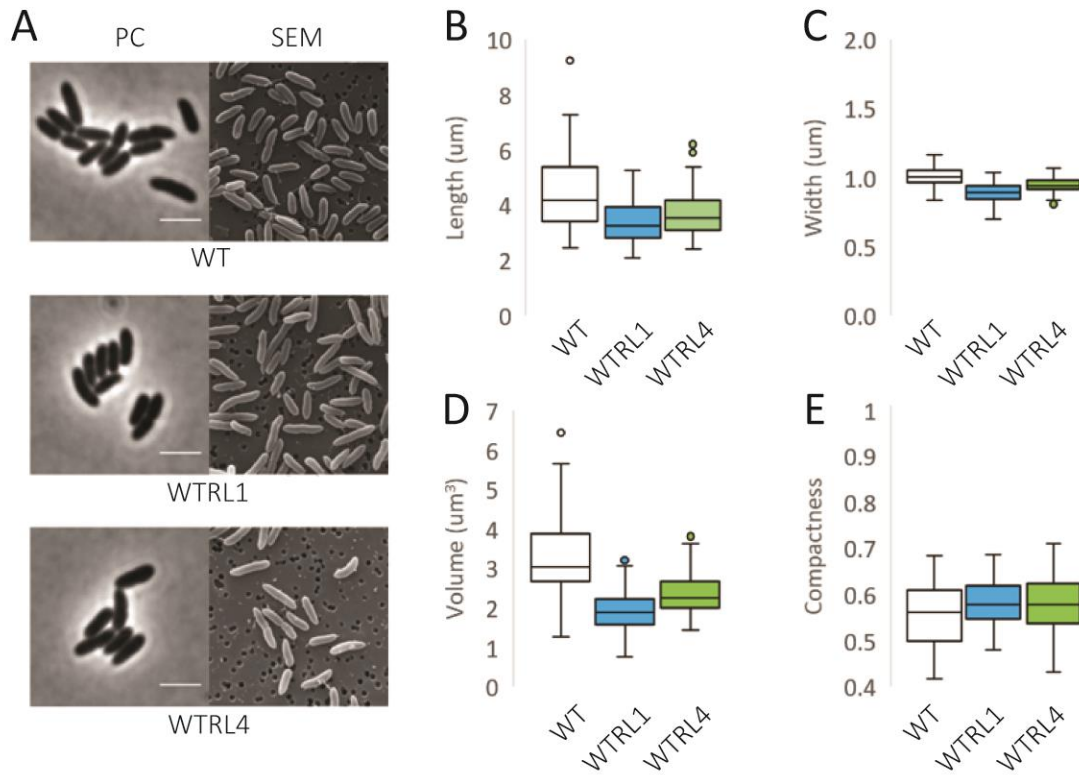 A
PC
SEM
WT
WTRL1
WTRL4
B
10
8
6
4
2
0
Length (um)
WT
WTRL1
WTRL4
C
2.0
1.5
1.0
0.5
0.0
Width (um)
WT
WTRL1
WTRL4
D
7
6
5
4
3
2
1
0
Volume (um³)
WT
WTRL1
WTRL4
E
1
0.9
0.8
0.7
0.6
0.5
0.4
Compactness
WT
WTRL1
WTRL4